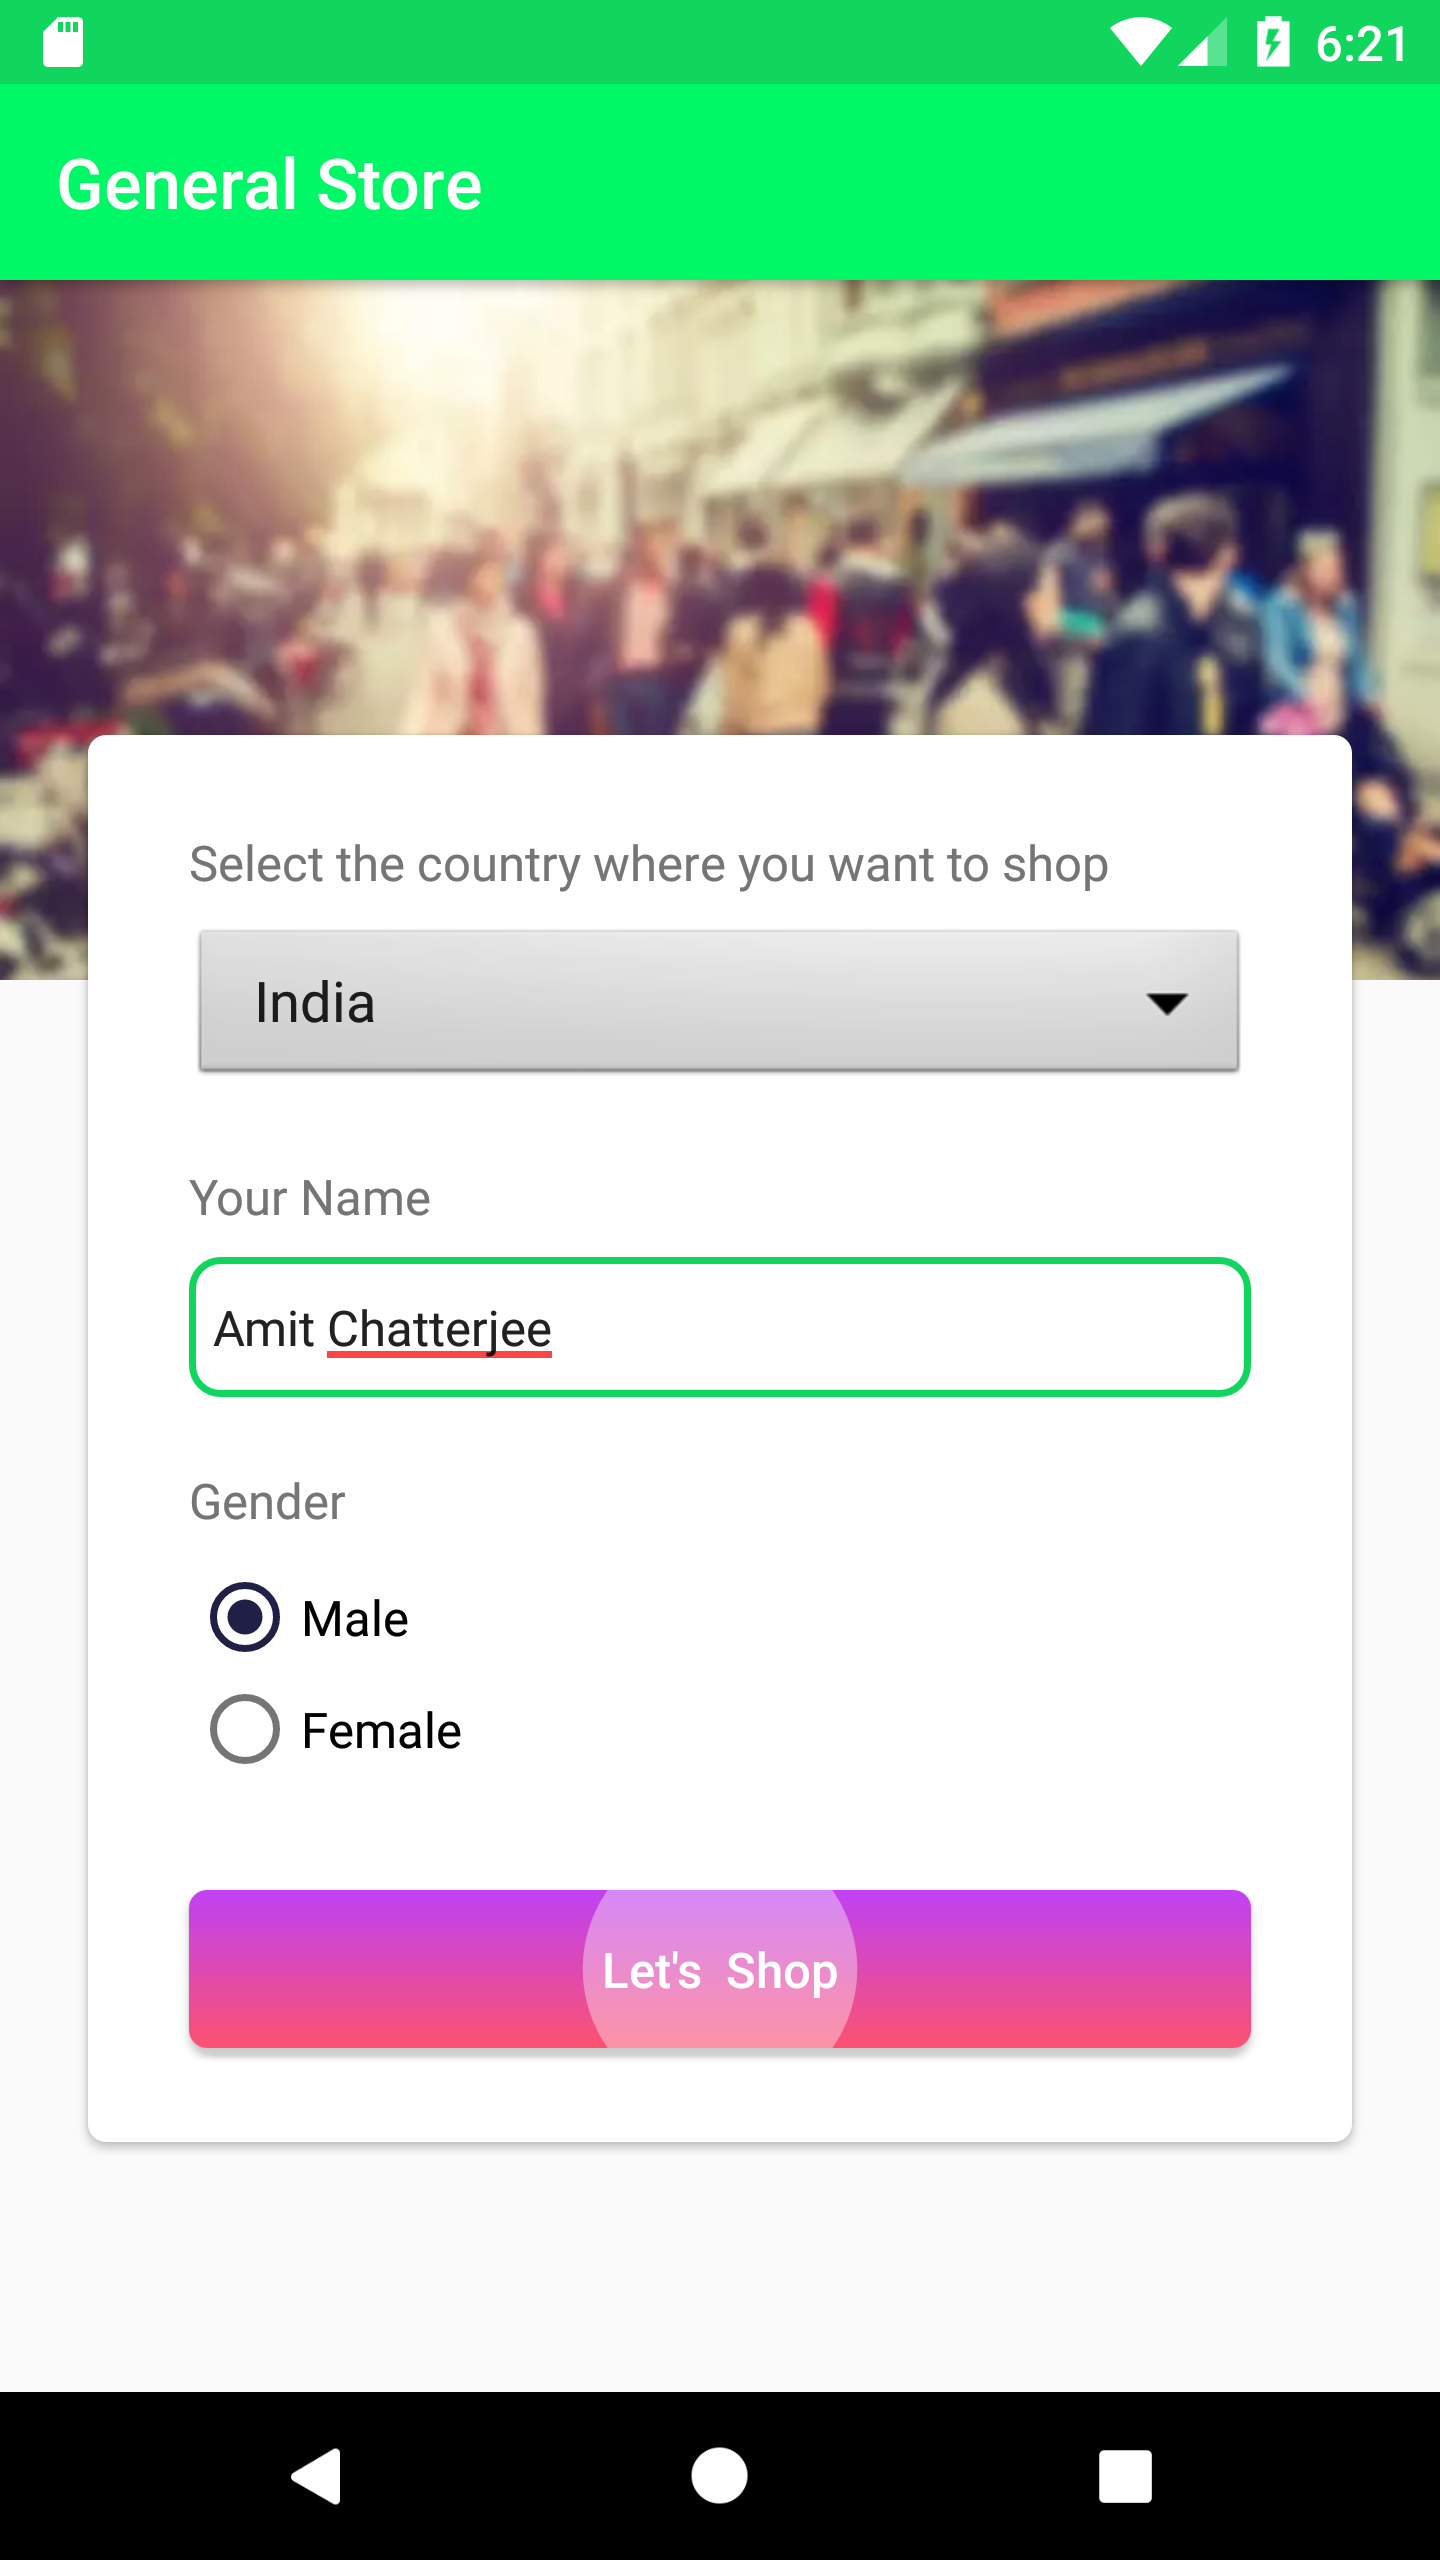 6:21
General Store
Select the country where you want to shop
India
Your Name
Amit Chatterjee
Gender
Male
Female
Let's Shop